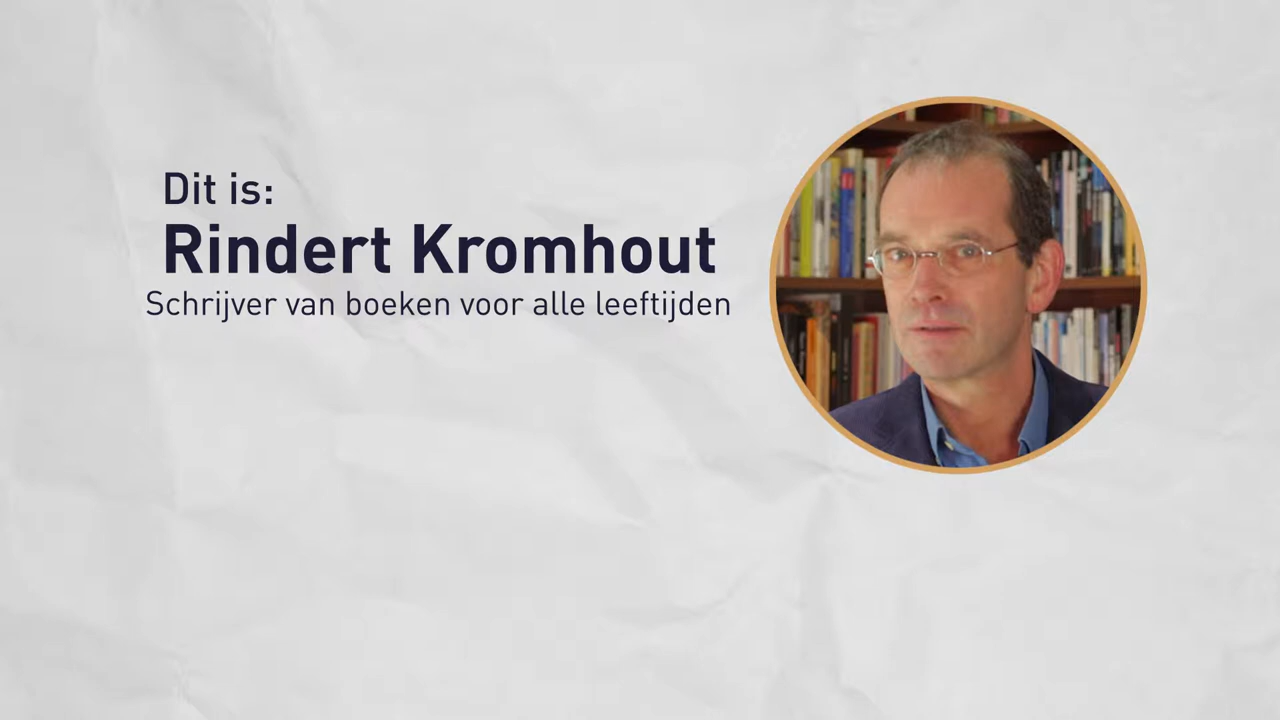 Dit is:
Rindert Kromhout
Schrijver van boeken voor alle leeftijden